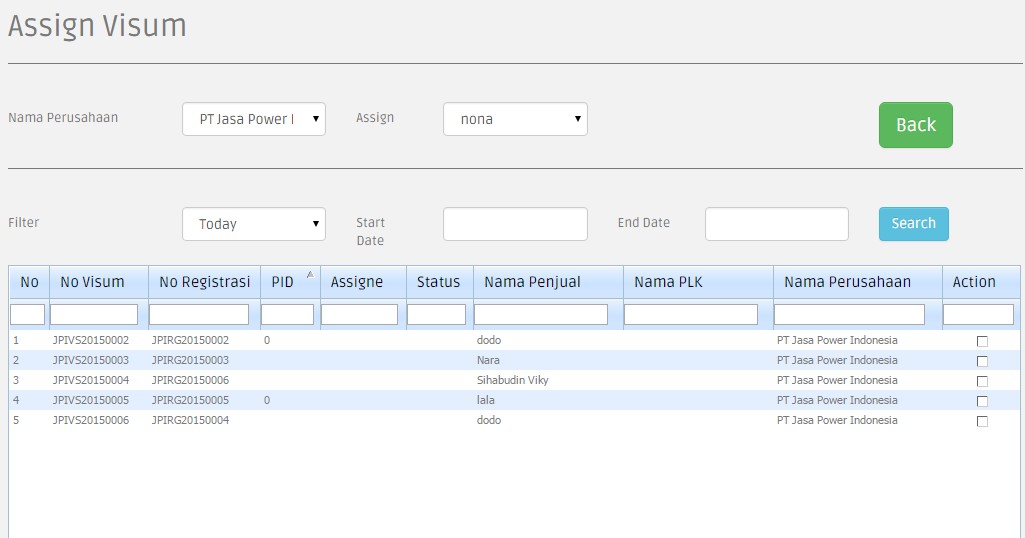 Assign Visum
Nama Perusahaan PT Jasa Power I Assign nona Back
Filter Today Start Date End Date Search
No No Visum No Registrasi PID Assigne Status Nama Penjual Nama PLK Nama Perusahaan Action
1 JPIVS20150002 JPIRG20150002 0 dodo PT Jasa Power Indonesia
2 JPIVS20150003 JPIRG20150003 Nara PT Jasa Power Indonesia
3 JPIVS20150004 JPIRG20150006 Sihabudin Viky PT Jasa Power Indonesia
4 JPIVS20150005 JPIRG20150005 0 lala PT Jasa Power Indonesia
5 JPIVS20150006 JPIRG20150004 dodo PT Jasa Power Indonesia